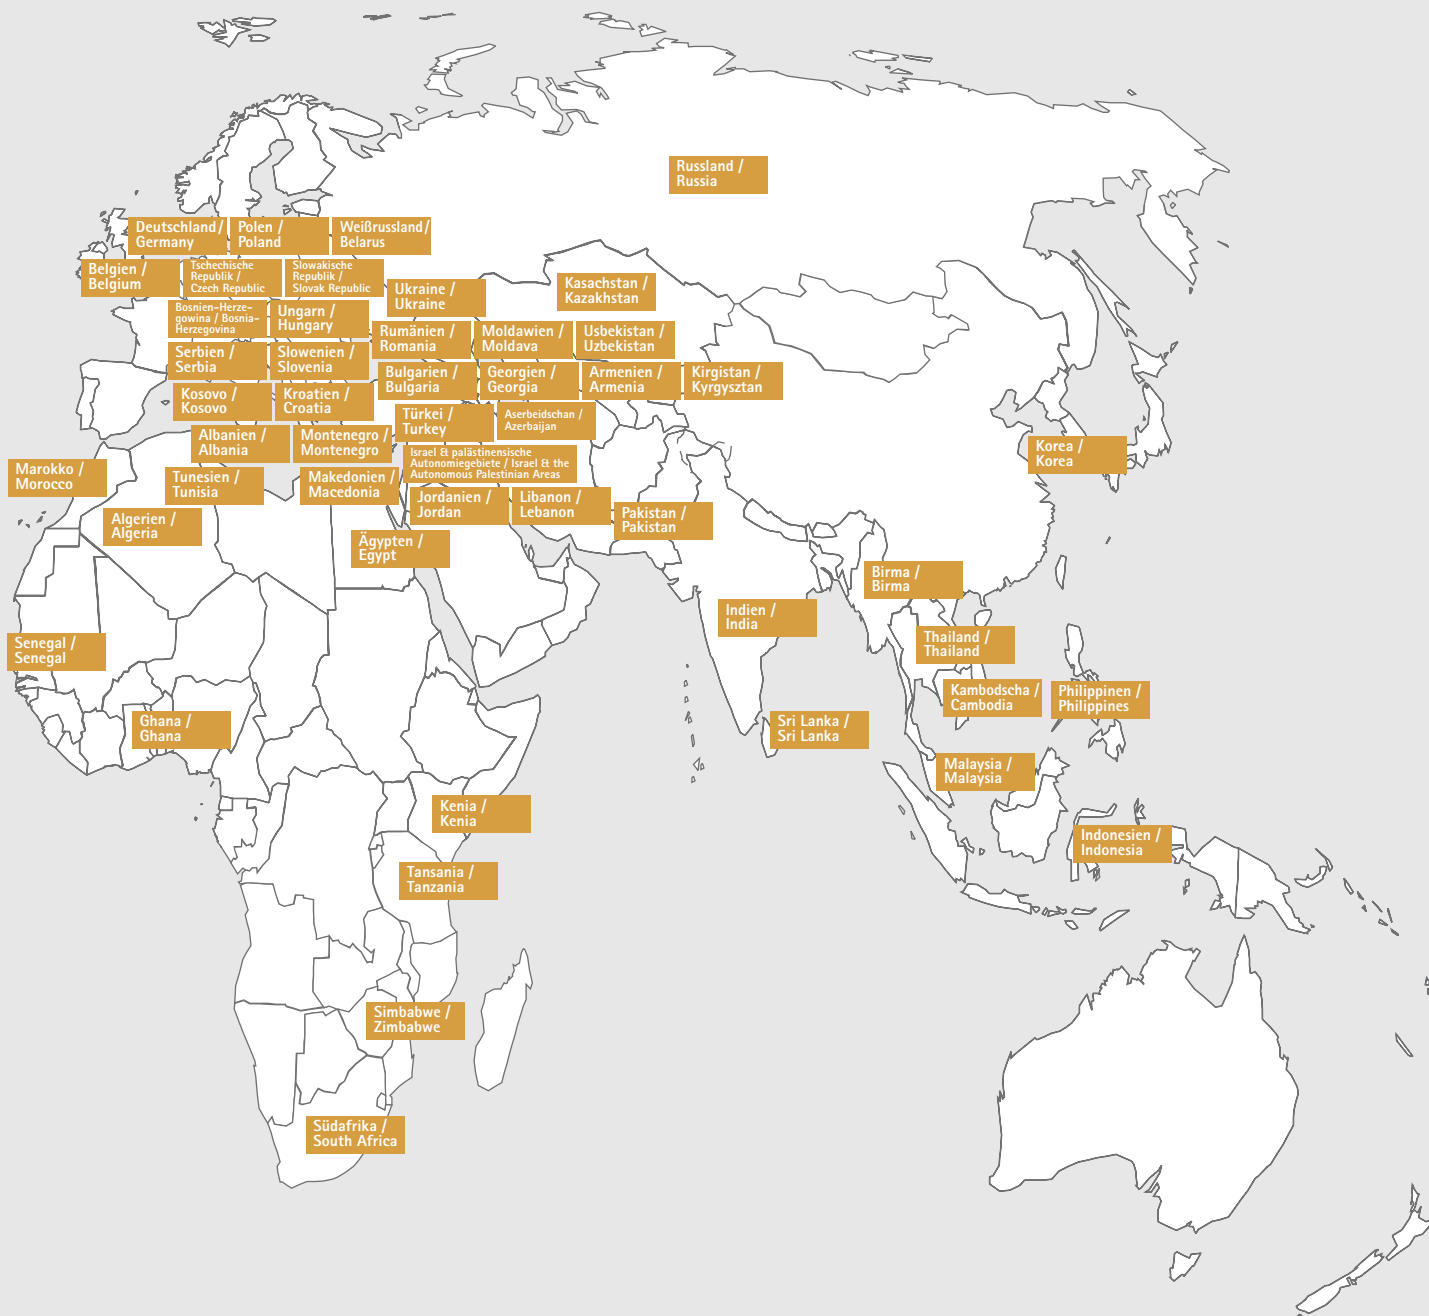 Russland /
Russia
Deutschland /
Germany
Polen /
Poland
Weißrussland /
Belarus
Belgien /
Belgium
Tschechische
Republik /
Czech Republic
Slowakische
Republik /
Slovak Republic
Ukraine /
Ukraine
Kasachstan /
Kazakhstan
Bosnien-Herze-
gowina / Bosnia-
Herzegovina
Ungarn /
Hungary
Rumänien /
Romania
Moldawien /
Moldava
Usbekistan /
Uzbekistan
Serbien /
Serbia
Slowenien /
Slovenia
Bulgarien /
Bulgaria
Georgien /
Georgia
Armenien /
Armenia
Kirgistan /
Kyrgysztan
Kosovo /
Kosovo
Kroatien /
Croatia
Türkei /
Turkey
Aserbeidschan /
Azerbaijan
Albanien /
Albania
Montenegro /
Montenegro
Israel & palästinensische
Autonomiegebiete / Israel & the
Autonomous Palestinian Areas
Korea /
Korea
Marokko /
Morocco
Tunesien /
Tunisia
Makedonien /
Macedonia
Jordanien /
Jordan
Libanon /
Lebanon
Pakistan /
Pakistan
Algerien /
Algeria
Ägypten /
Egypt
Birma /
Birma
Indien /
India
Senegal /
Senegal
Thailand /
Thailand
Kambodscha /
Cambodia
Philippinen /
Philippines
Ghana /
Ghana
Sri Lanka /
Sri Lanka
Malaysia /
Malaysia
Kenia /
Kenia
Indonesien /
Indonesia
Tansania /
Tanzania
Simbabwe /
Zimbabwe
Südafrika /
South Africa